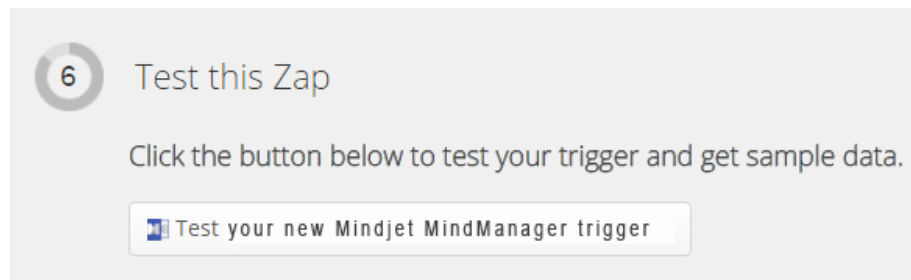 6 Test this Zap
Click the button below to test your trigger and get sample data.
Test your new Mindjet MindManager trigger